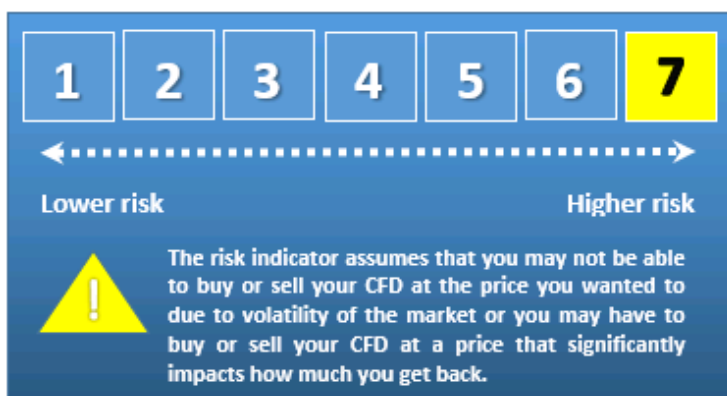 1 2 3 4 5 6 7
Lower risk Higher risk
!
The risk indicator assumes that you may not be able
to buy or sell your CFD at the price you wanted to
due to volatility of the market or you may have to
buy or sell your CFD at a price that significantly
impacts how much you get back.